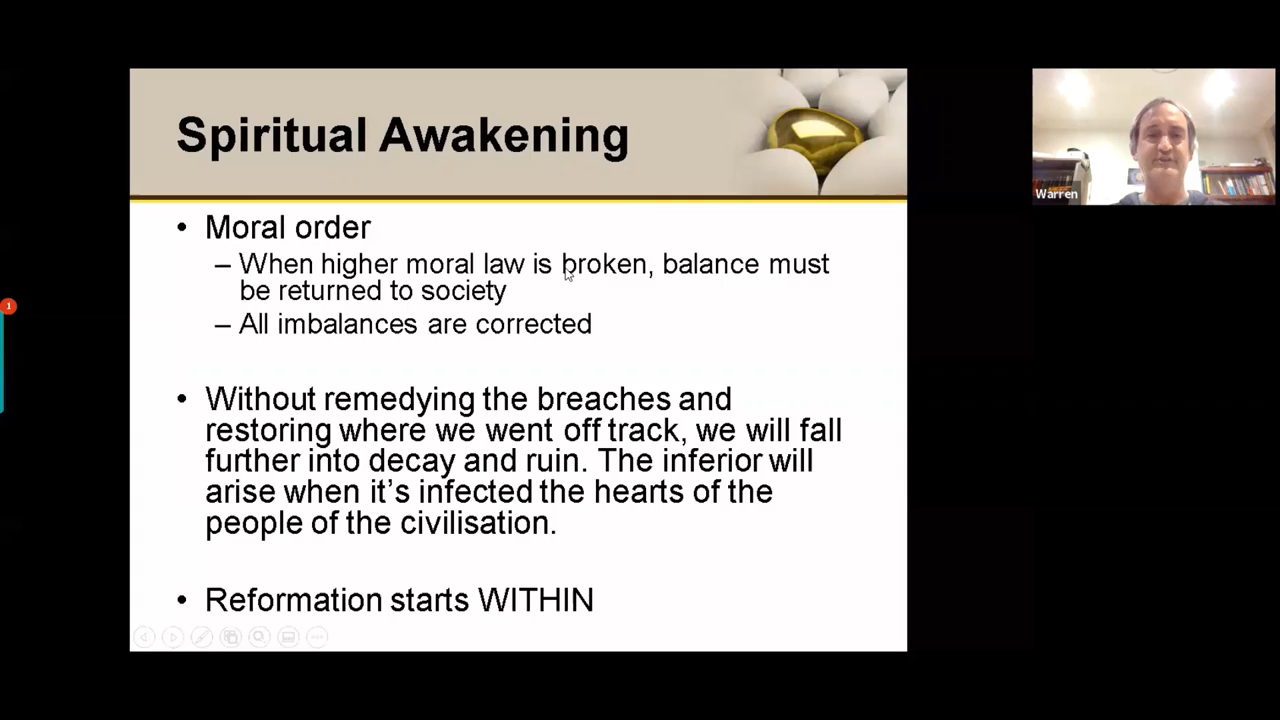 Spiritual Awakening
• Moral order
– When higher moral law is broken, balance must
be returned to society
– All imbalances are corrected
• Without remedying the breaches and
restoring where we went off track, we will fall
further into decay and ruin. The inferior will
arise when it's infected the hearts of the
people of the civilisation.
• Reformation starts WITHIN
Warren
1